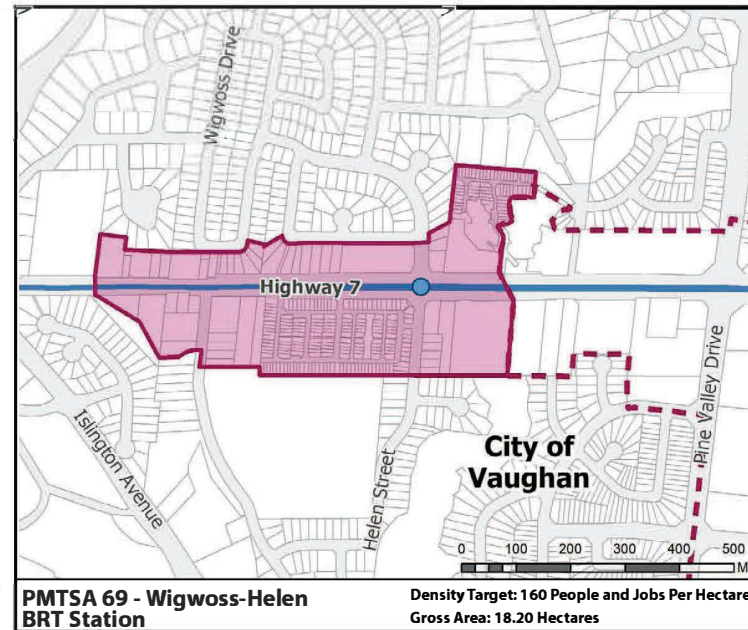 Wigwoss Drive
Highway 7
Pine Valley Drive
Islington Avenue
Helen Street
City of
Vaughan
0 100 200 300 400 500
M
PMTSA 69 - Wigwoss-Helen
BRT Station
Density Target: 160 People and Jobs Per Hectare
Gross Area: 18.20 Hectares